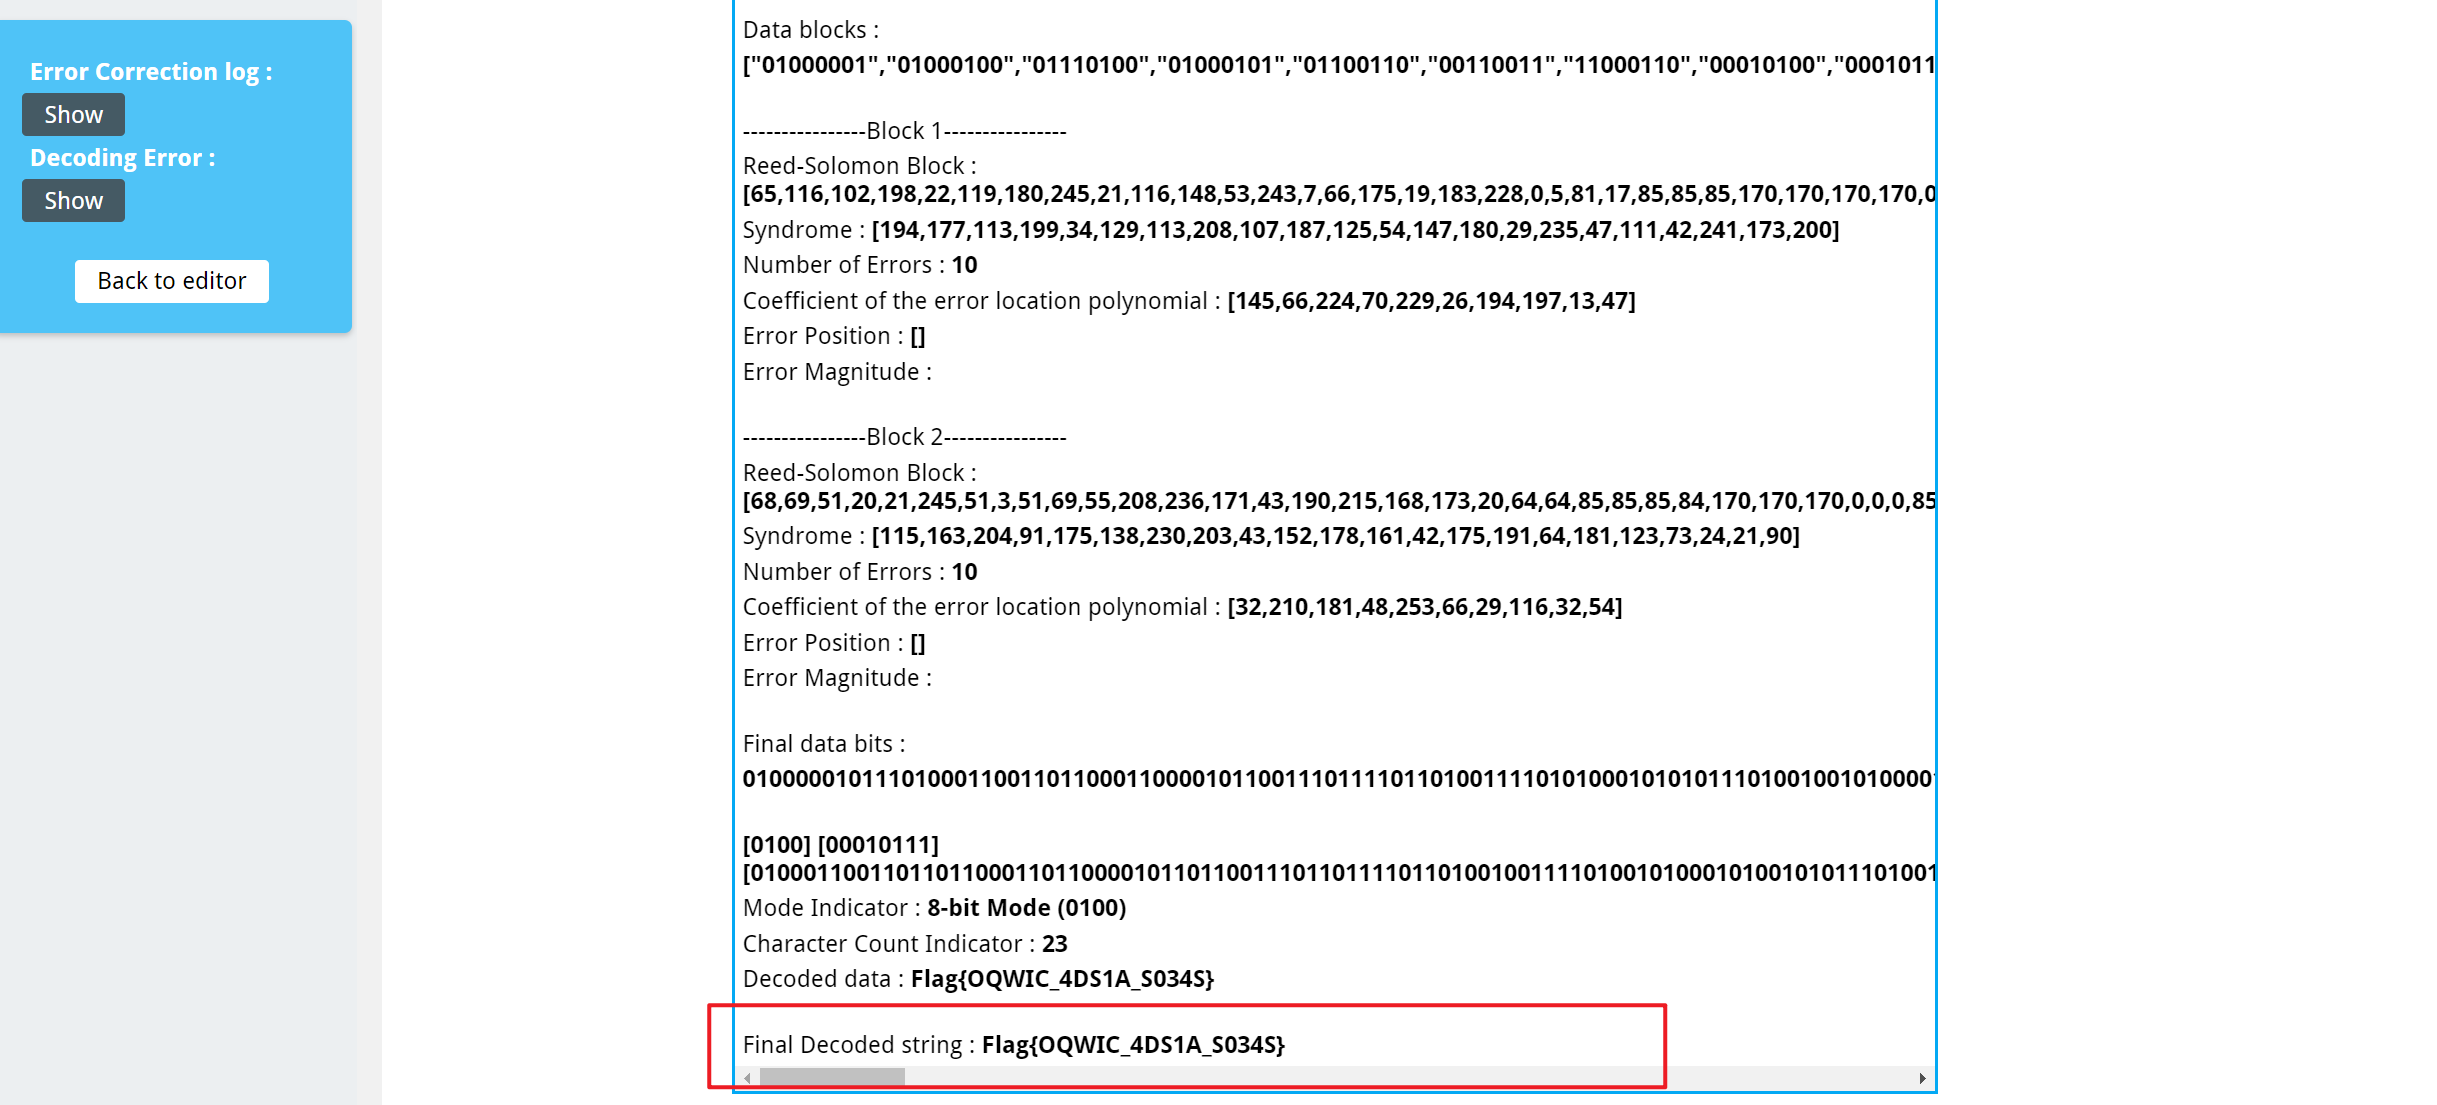 Error Correction log :
Show
Decoding Error :
Show
Back to editor
Data blocks :
["01000001","01000100","01110100","01000101","01100110","00110011","11000110","00010100","0001011
----------------Block 1----------------
Reed-Solomon Block :
[65,116,102,198,22,119,180,245,21,116,148,53,243,7,66,175,19,183,228,0,5,81,17,85,85,85,170,170,170,170,0
Syndrome : [194,177,113,199,34,129,113,208,107,187,125,54,147,180,29,235,47,111,42,241,173,200]
Number of Errors : 10
Coefficient of the error location polynomial : [145,66,224,70,229,26,194,197,13,47]
Error Position : []
Error Magnitude :
----------------Block 2----------------
Reed-Solomon Block :
[68,69,51,20,21,245,51,3,51,69,55,208,236,171,43,190,215,168,173,20,64,64,85,85,85,84,170,170,170,0,0,0,85
Syndrome : [115,163,204,91,175,138,230,203,43,152,178,161,42,175,191,64,181,123,73,24,21,90]
Number of Errors : 10
Coefficient of the error location polynomial : [32,210,181,48,253,66,29,116,32,54]
Error Position : []
Error Magnitude :
Final data bits :
0100000101110100011001101100011000010110011101111011010011110101000101010111010010010100001
[0100] [00010111]
[010001100110110110001101100001011011001110110111101101001001111010010100010100101011101001
Mode Indicator : 8-bit Mode (0100)
Character Count Indicator : 23
Decoded data : Flag{OQWIC_4DS1A_S034S}
Final Decoded string : Flag{OQWIC_4DS1A_S034S}